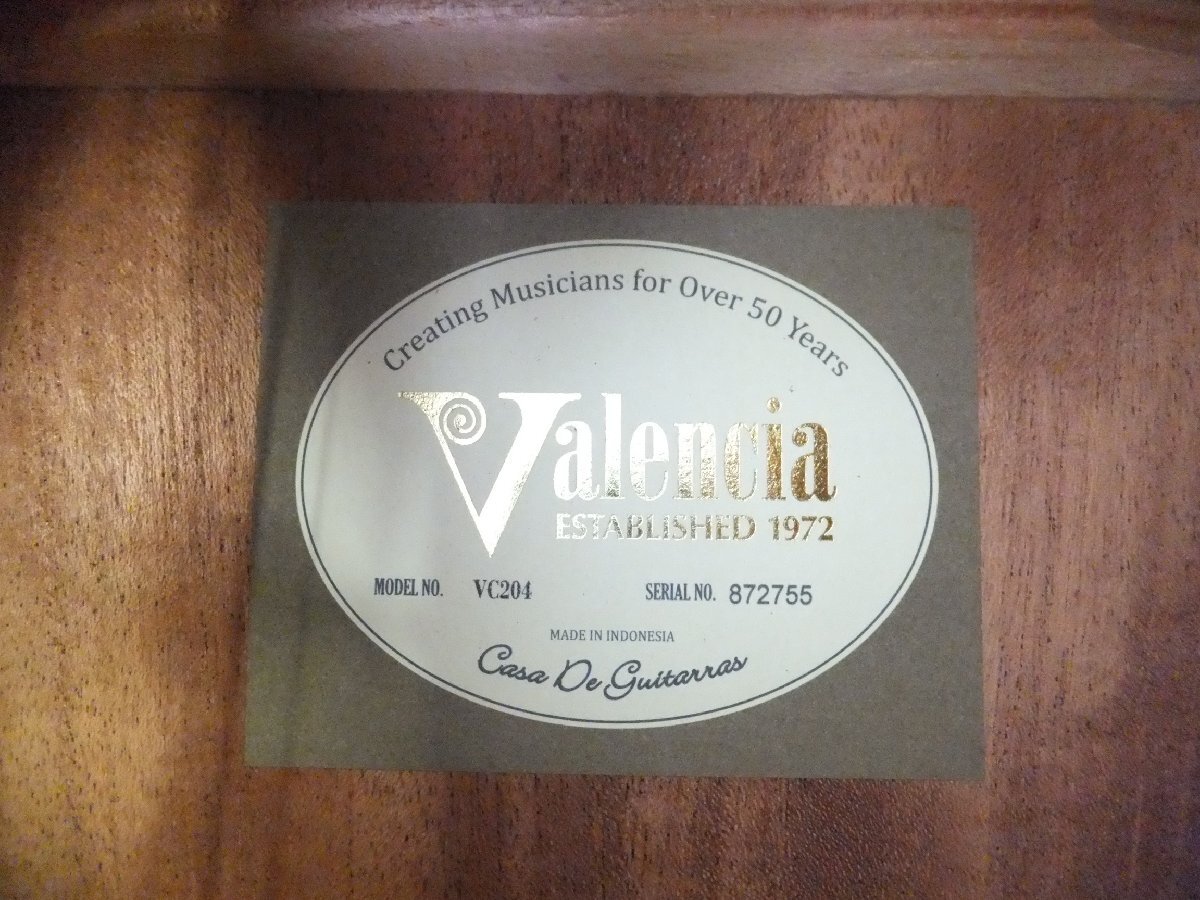 Creating Musicians for Over 50 Years
Valencia
ESTABLISHED 1972
MODEL NO. VC204 SERIAL NO. 872755
MADE IN INDONESIA
Casa De Guitarras